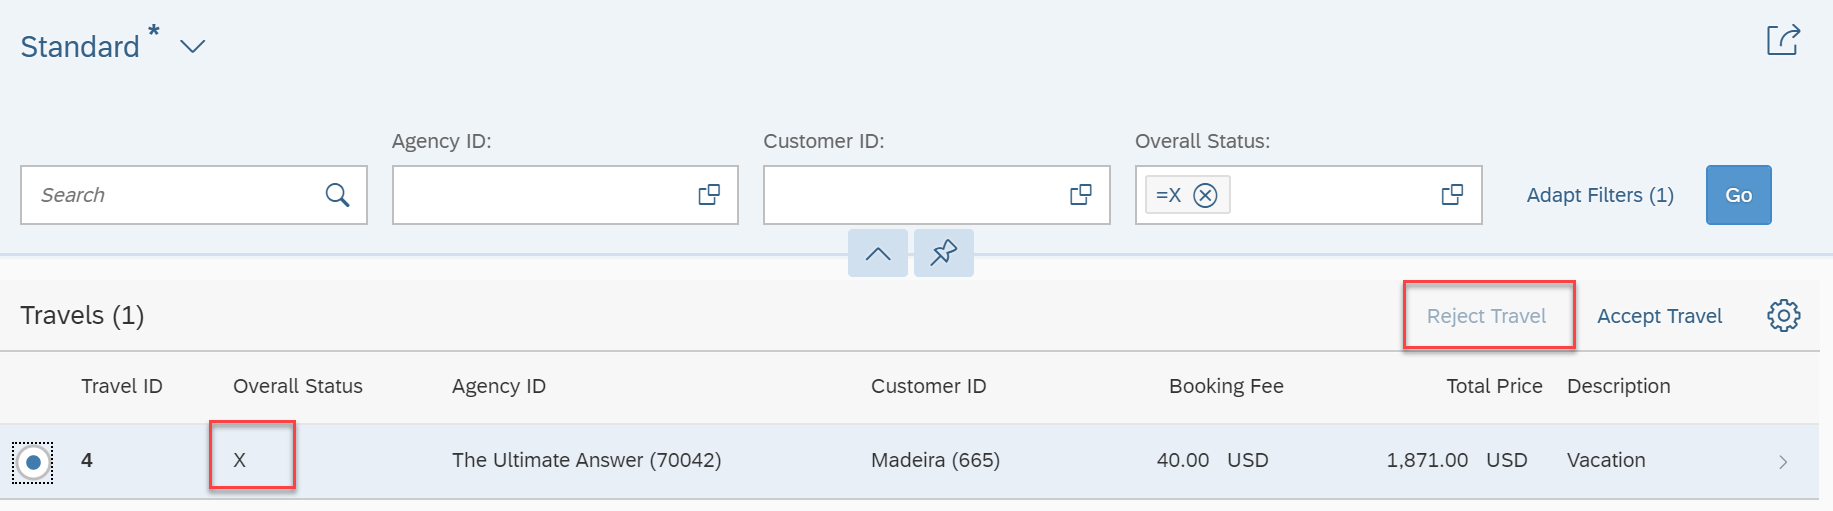 Standard *
Agency ID: Customer ID: Overall Status:
Search =X Adapt Filters (1) Go
Travels (1) Reject Travel Accept Travel
Travel ID Overall Status Agency ID Customer ID Booking Fee Total Price Description
4 X The Ultimate Answer (70042) Madeira (665) 40.00 USD 1,871.00 USD Vacation